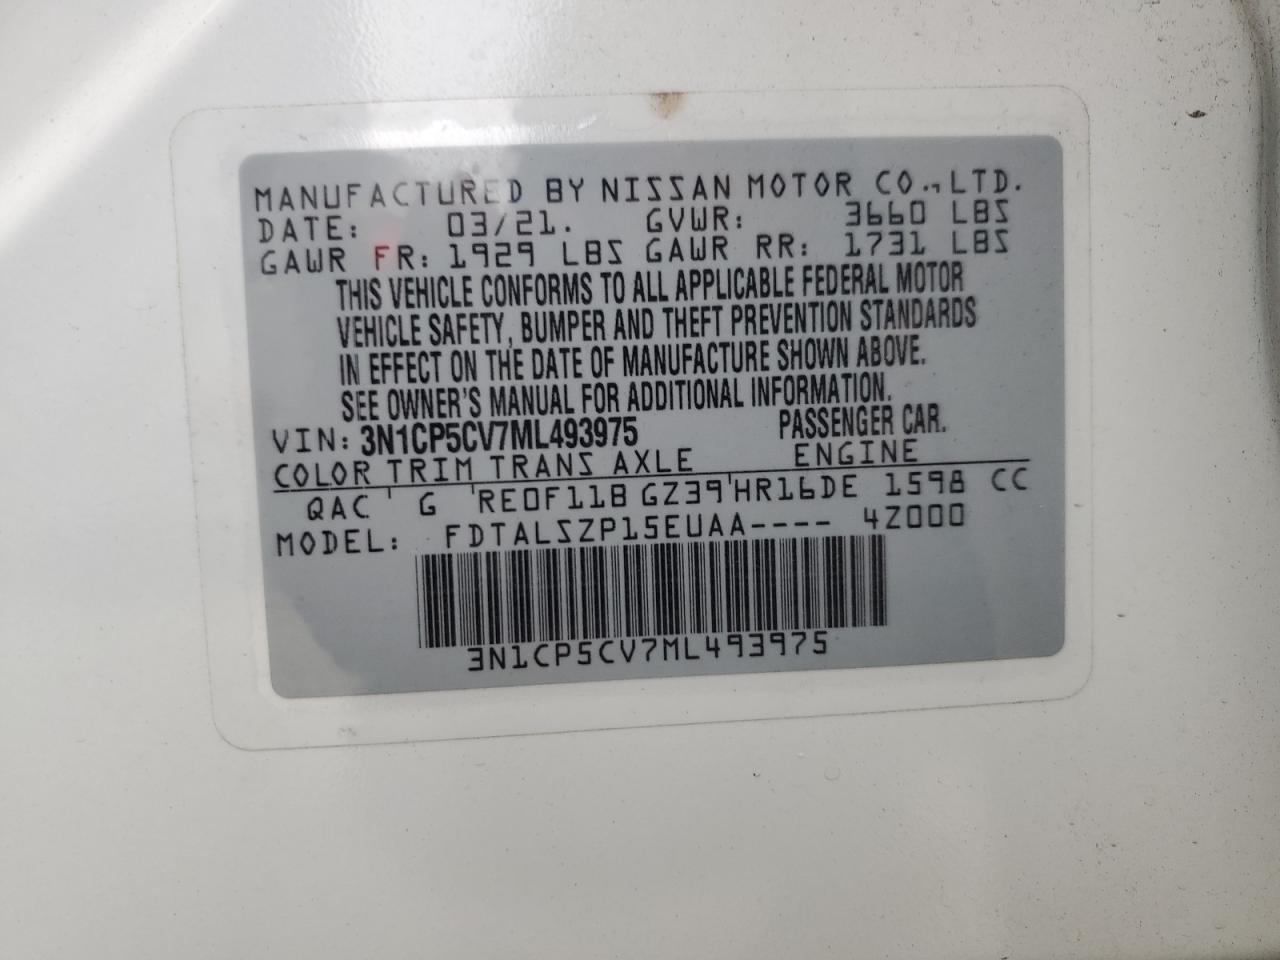 MANUFACTURED BY NISSAN MOTOR CO., LTD.
DATE: 03/21. GVWR: 3660 LBS
GAWR FR: 1929 LBS GAWR RR: 1731 LBS
THIS VEHICLE CONFORMS TO ALL APPLICABLE FEDERAL MOTOR
VEHICLE SAFETY, BUMPER AND THEFT PREVENTION STANDARDS
IN EFFECT ON THE DATE OF MANUFACTURE SHOWN ABOVE.
SEE OWNER'S MANUAL FOR ADDITIONAL INFORMATION.
VIN: 3N1CP5CV7ML493975 PASSENGER CAR.
COLOR TRIM TRANS AXLE ENGINE
QAC ' G 'RE0F11B GZ39'HR16DE 1598 CC
MODEL: FDTALSZP15EUAA---- 4Z000
3N1CP5CV7ML493975